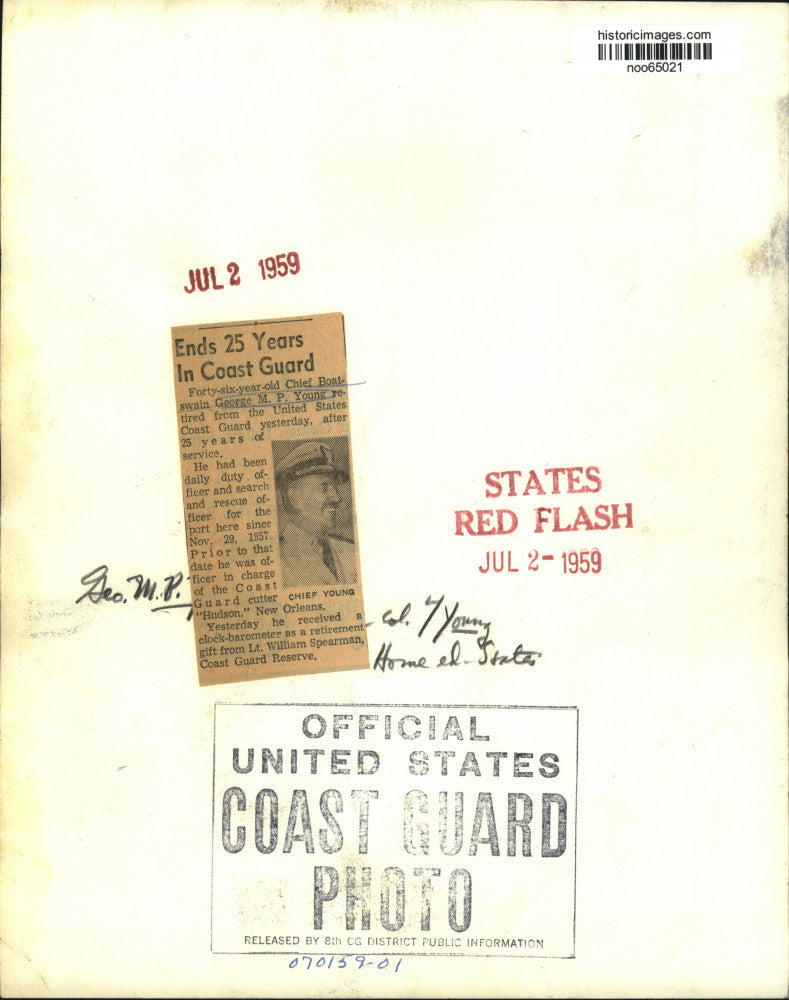 historicimages.com
noo65021
JUL 2 1959
Ends 25 Years
In Coast Guard
Forty-six-year-old Chief Boat-
swain George M. P. Young re-
tired from the United States
Coast Guard yesterday, after
25 years of
service.
He had been
daily duty of-
ficer and search
and rescue of-
ficer for the
port here since
Nov. 29, 1957.
Prior to that
date he was of-
ficer in charge
of the Coast
Guard cutter
"Hudson," New Orleans.
CHIEF YOUNG
Yesterday he received a
clock-barometer as a retirement
gift from Lt. William Spearman,
Coast Guard Reserve.
STATES
RED FLASH
JUL 2- 1959
Geo. M. P.
Young
Home ed. States
OFFICIAL
UNITED STATES
COAST GUARD
PHOTO
RELEASED BY 8th CG DISTRICT PUBLIC INFORMATION
070159-01